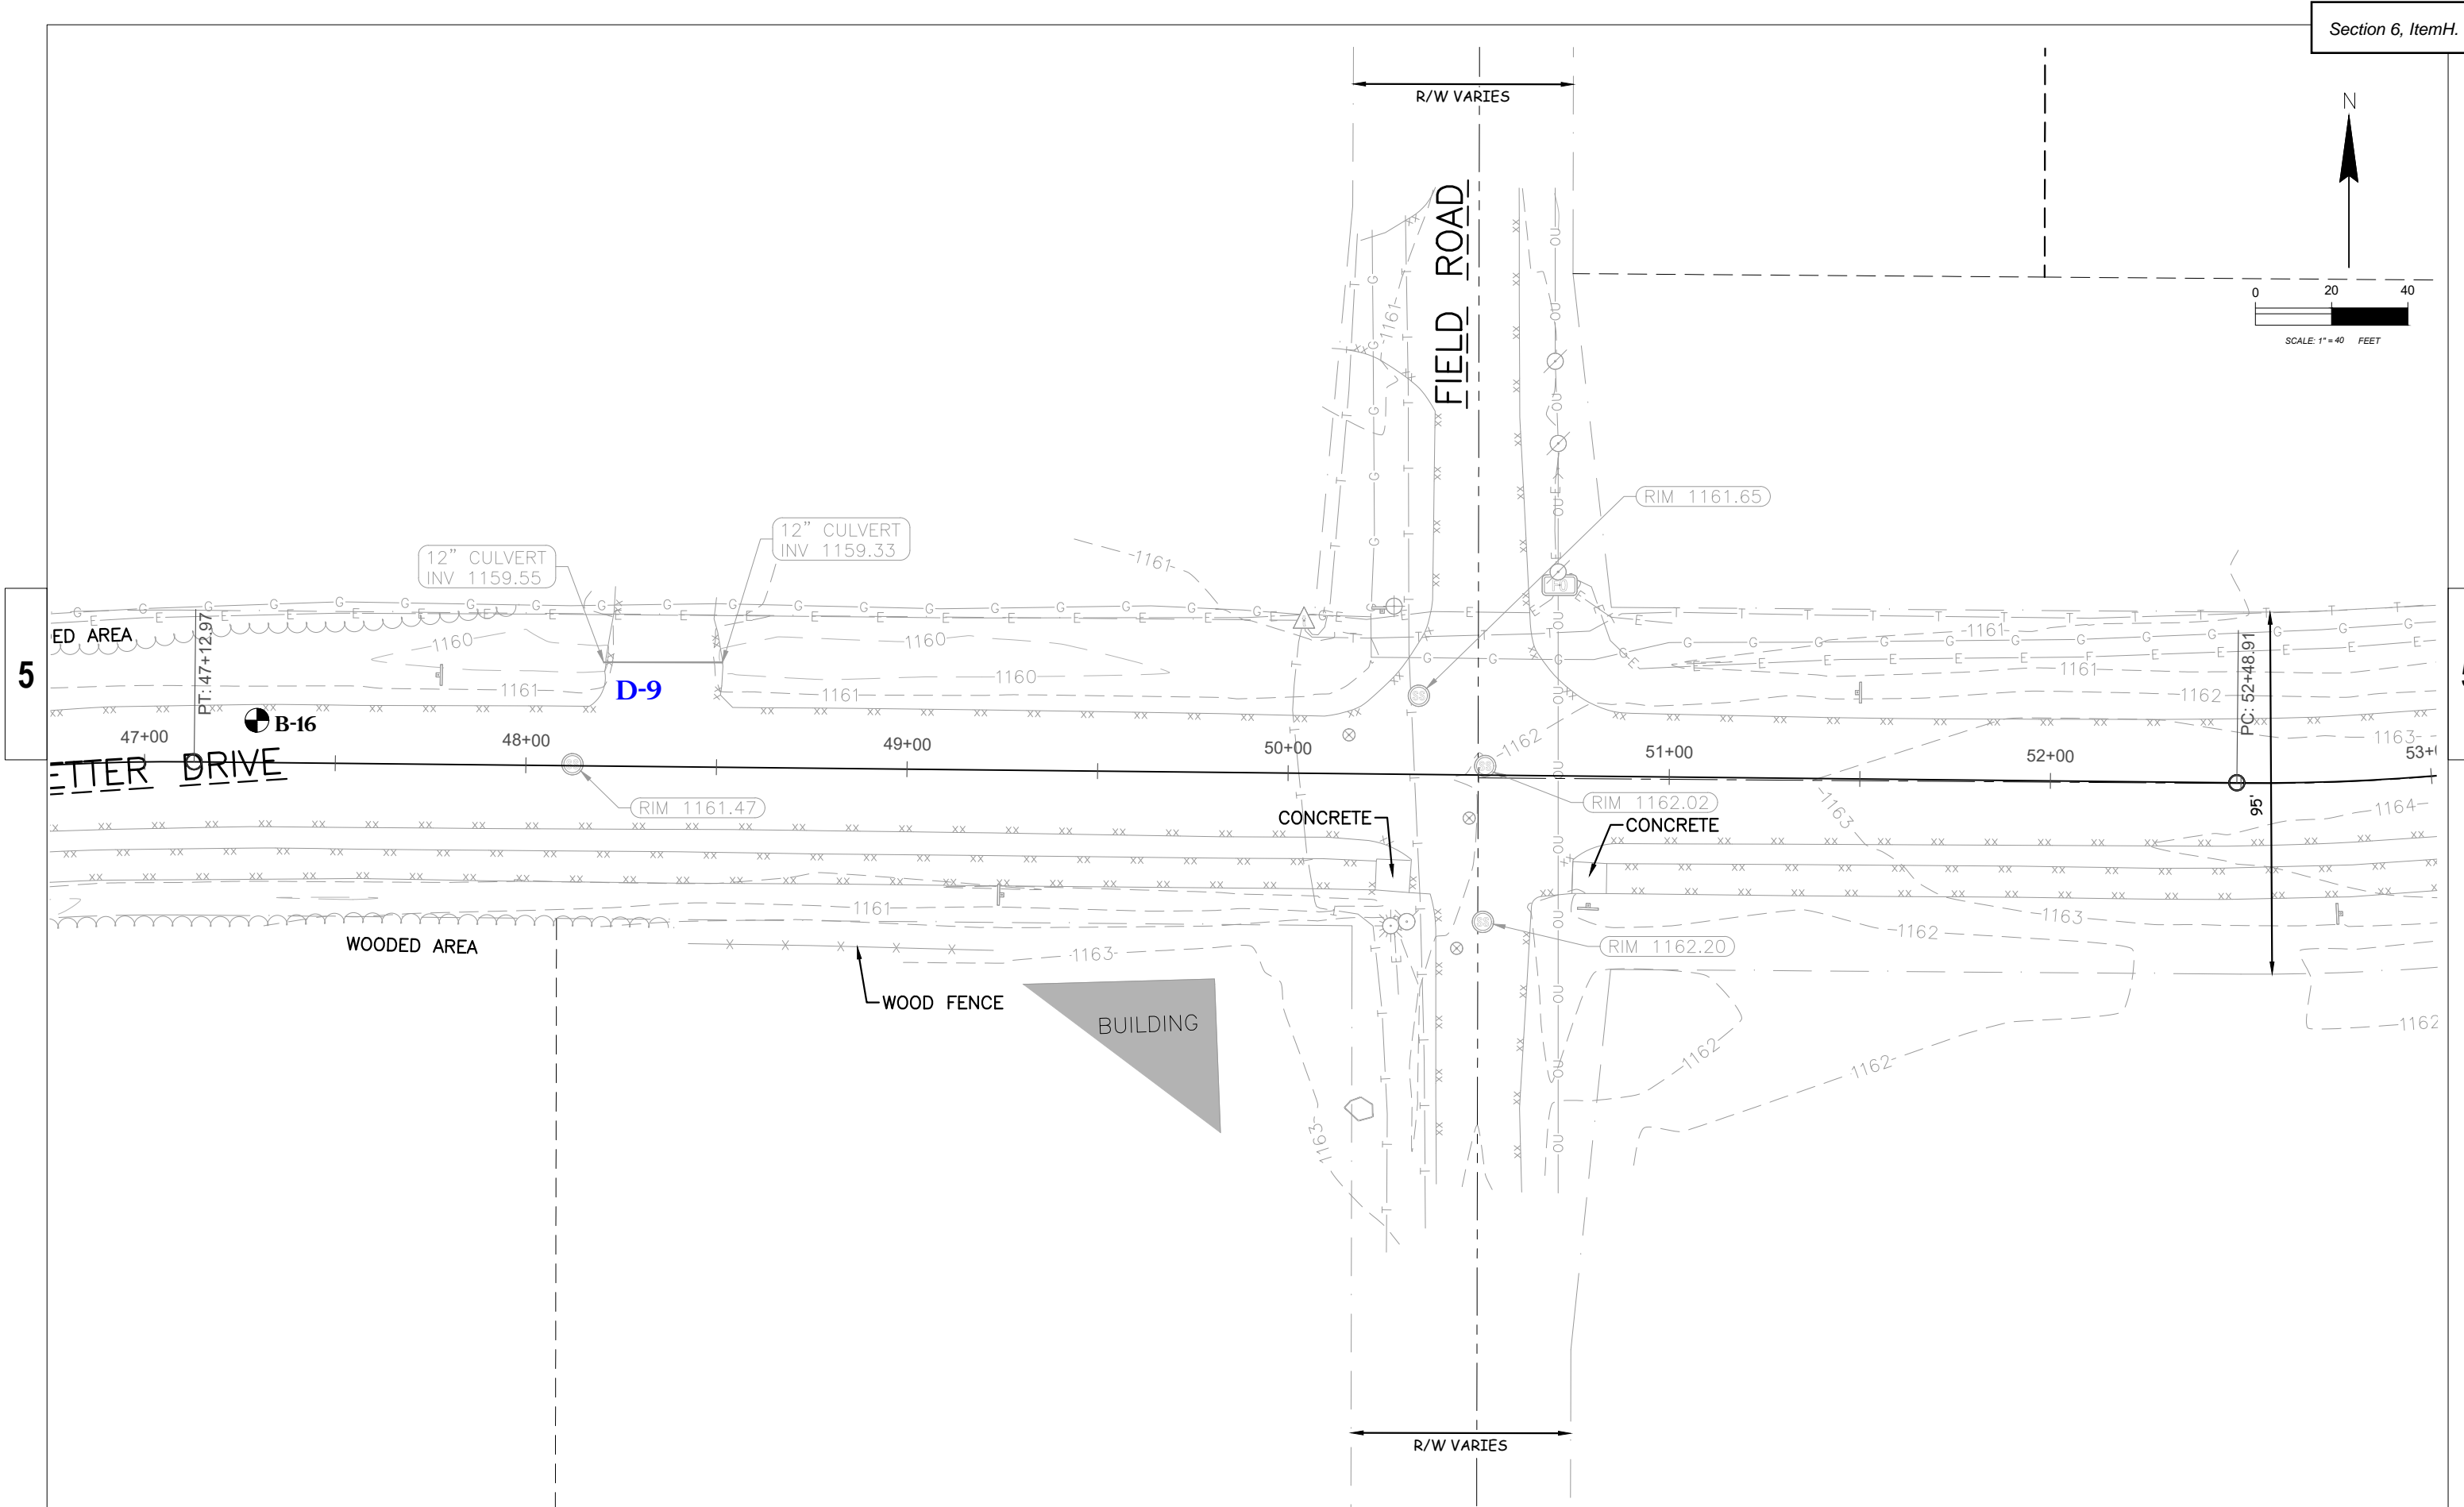 Section 6, ItemH.
R/W VARIES
N
FIELD ROAD
0 20 40
SCALE: 1" = 40 FEET
1161
RIM 1161.65
12" CULVERT
INV 1159.55
12" CULVERT
INV 1159.33
1161
ED AREA
PT: 47+12.97
1160
1160
1161
1161
PC: 52+48.91
5
D-9
1161
1160
1161
1162
B-16
47+00
48+00
49+00
50+00
1162
51+00
52+00
1163
ETTER DRIVE
RIM 1161.47
RIM 1162.02
CONCRETE
CONCRETE
1163
95'
1164
1161
1163
1162
WOODED AREA
RIM 1162.20
1163
WOOD FENCE
BUILDING
1162
1162
1162
1163
R/W VARIES